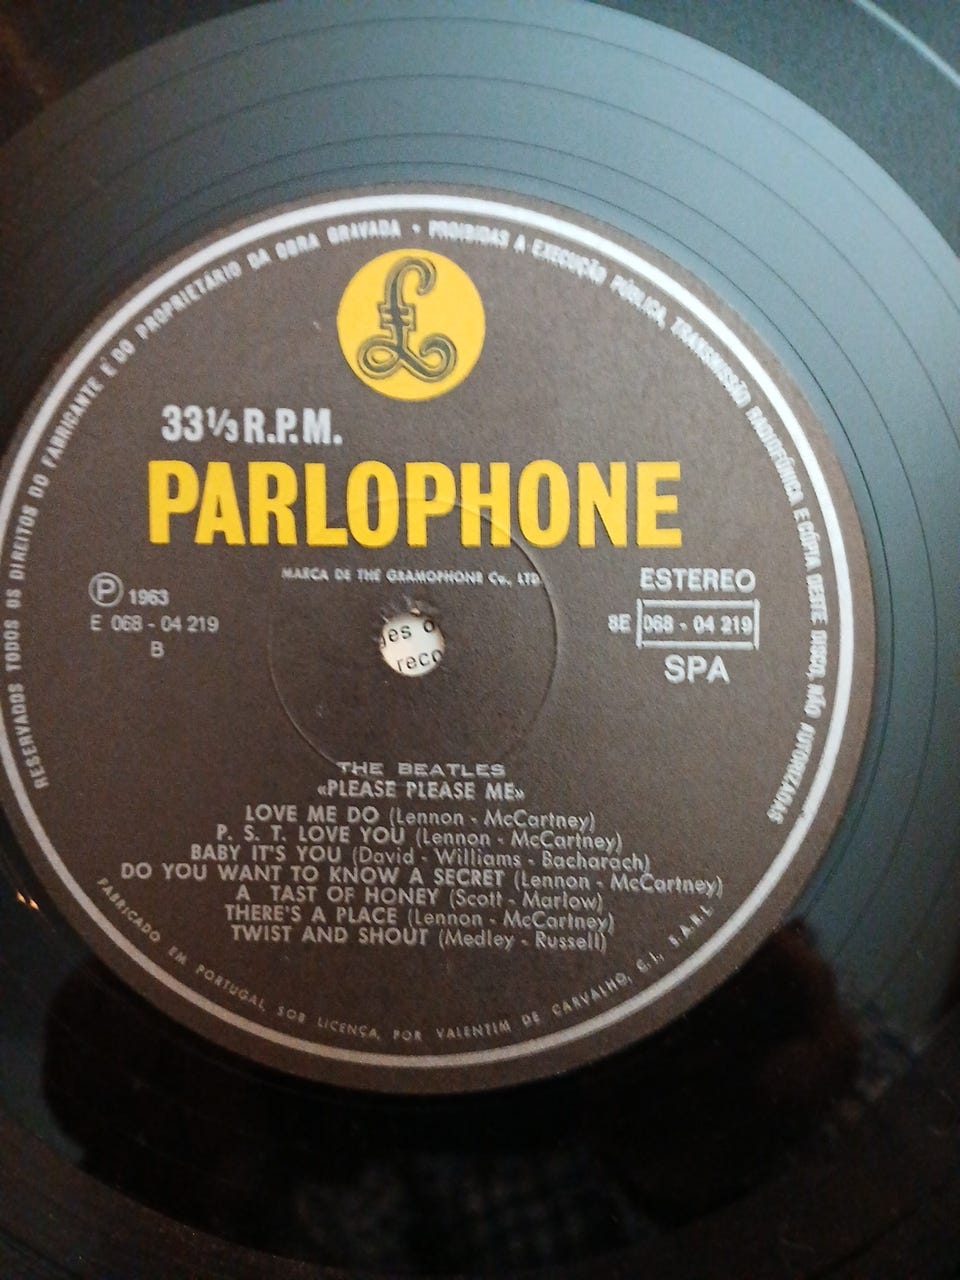 RESERVADOS TODOS OS DIREITOS DO FABRICANTE E DO PROPRIETÁRIO DA OBRA GRAVADA • PROIBIDAS A EXECUÇÃO PÚBLICA, TRANSMISSÃO RADIOFÓNICA E CÓPIA DESTE DISCO, NÃO AUTORIZADAS
£
33⅓ R.P.M.
PARLOPHONE
MARCA DE THE GRAMOPHONE Co., LTD.
Ⓟ 1963
E 068 - 04 219
B
ESTEREO
8E 068 - 04 219
SPA
es o
reco
THE BEATLES
«PLEASE PLEASE ME»
LOVE ME DO (Lennon - McCartney)
P. S. T. LOVE YOU (Lennon - McCartney)
BABY IT'S YOU (David - Williams - Bacharach)
DO YOU WANT TO KNOW A SECRET (Lennon - McCartney)
A TAST OF HONEY (Scott - Marlow)
THERE'S A PLACE (Lennon - McCartney)
TWIST AND SHOUT (Medley - Russell)
FABRICADO EM PORTUGAL, SOB LICENÇA, POR VALENTIM DE CARVALHO, C. I., S.A.R.L.